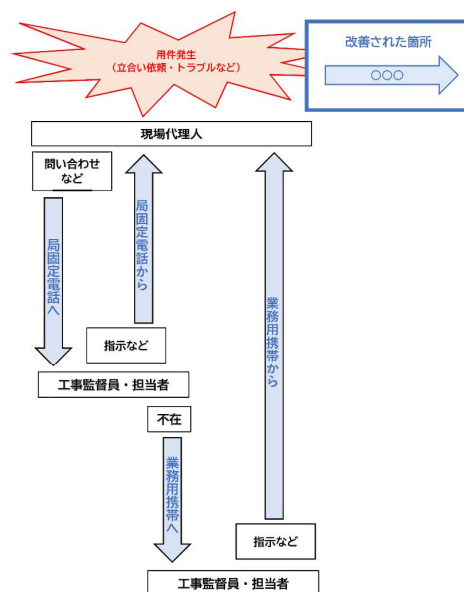 用件発生
(立合い依頼・トラブルなど)
改善された箇所
○○○
現場代理人
問い合わせ
など
局固定電話へ
局固定電話から
業務用携帯から
指示など
工事監督員・担当者
不在
業務用携帯へ
指示など
工事監督員・担当者